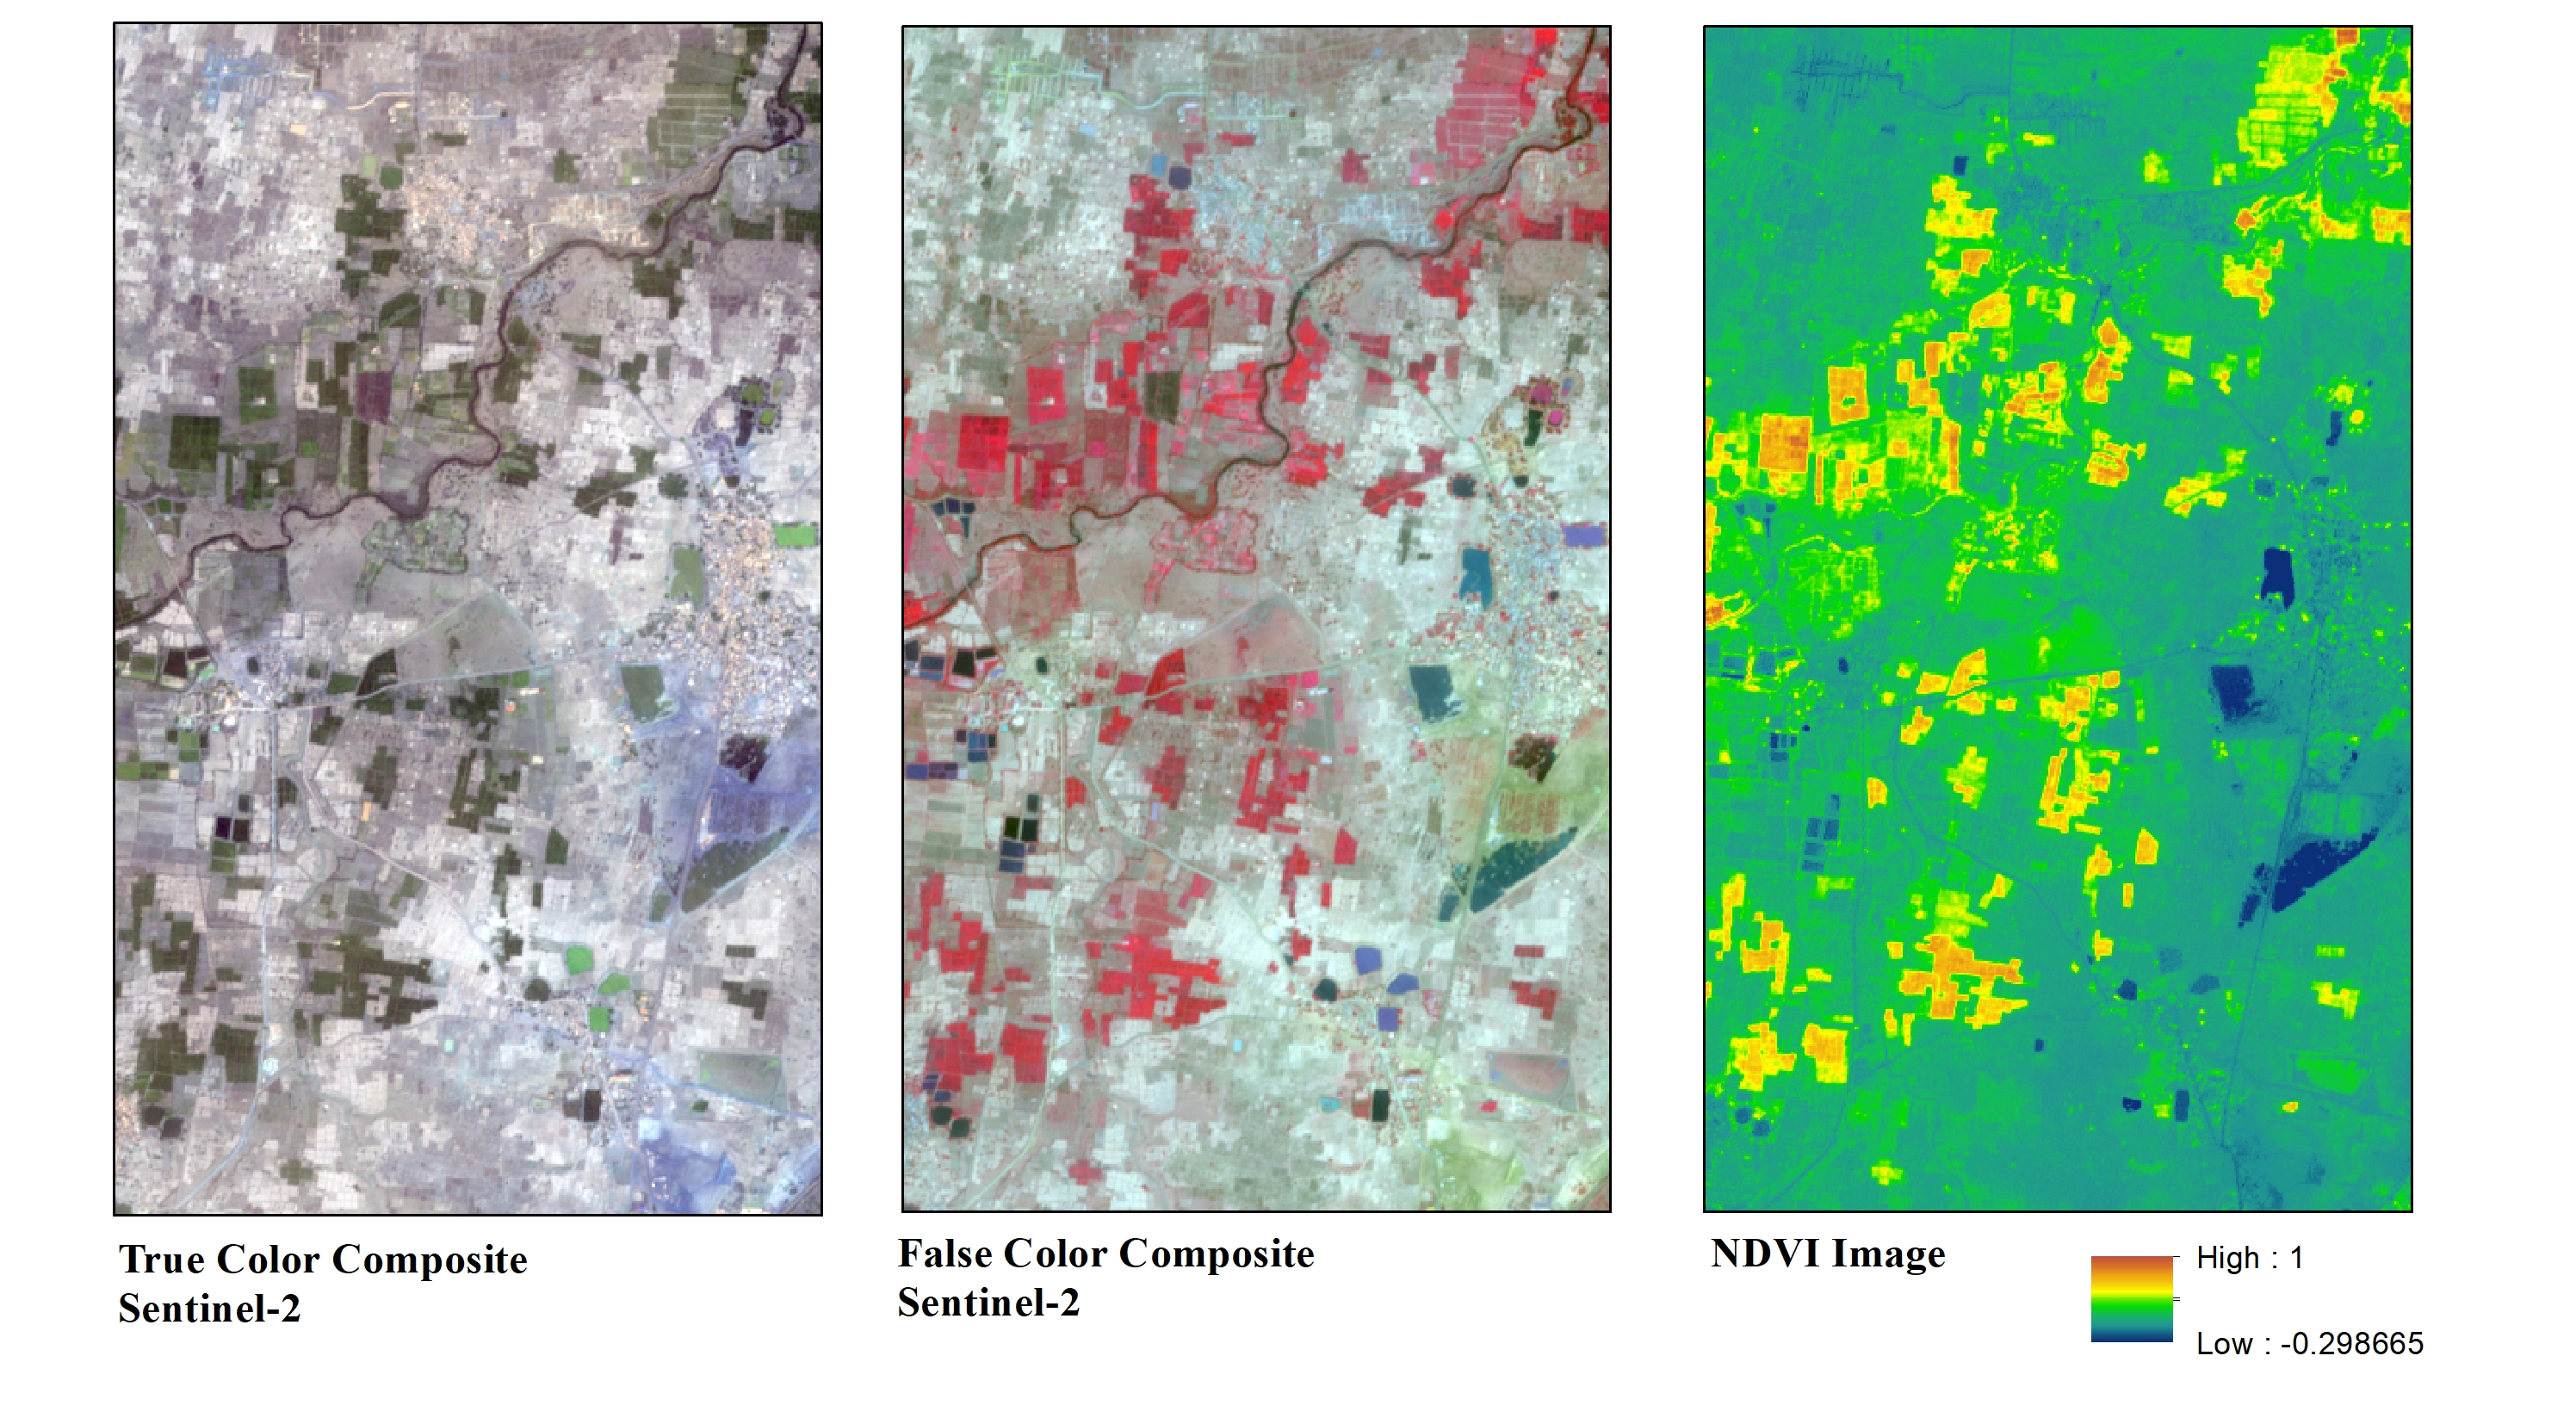 True Color Composite
Sentinel-2
False Color Composite
Sentinel-2
NDVI Image
High : 1
Low : -0.298665